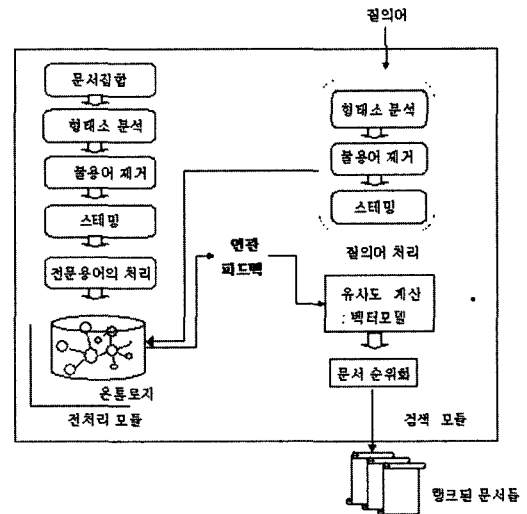 질의어
문서집합
형태소 분석
불용어 제거
스테밍
전문용어의 처리
온톨로지
전처리 모듈
형태소 분석
불용어 제거
스테밍
질의어 처리
연관
피드백
유사도 계산
: 벡터모델
문서 순위화
검색 모듈
랭크된 문서들